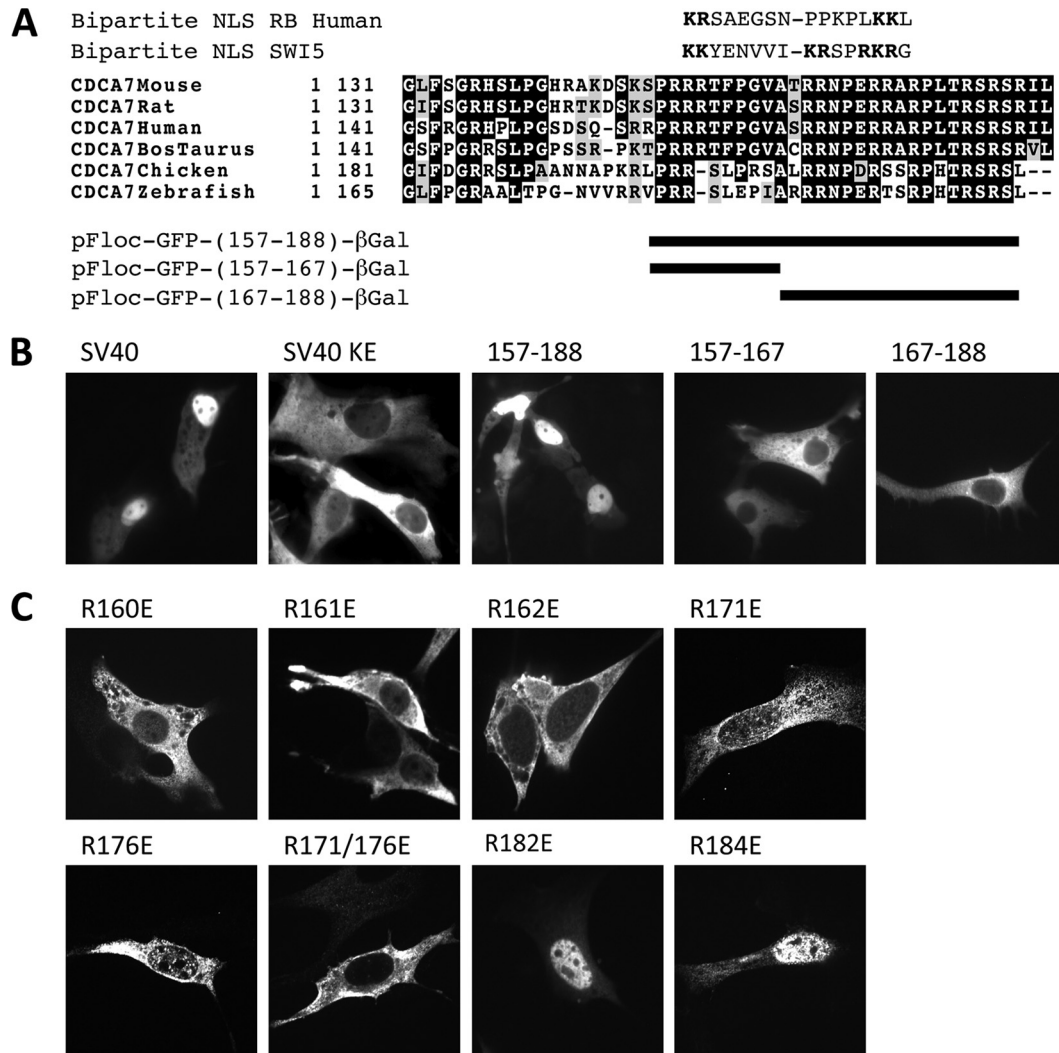 A
Bipartite NLS RB Human KRSAEGSN-PPKPLKKL
Bipartite NLS SWI5 KKYENVVI-KRSPRKRG
CDCA7Mouse 1 131 GLFSGRHSLPGHRAKDSKSPRRRTFPGVATRRNPERRARPLTRSRSRIL
CDCA7Rat 1 131 GIFSGRHSLPGHRTKDSKSPRRRTFPGVASRRNPERRARPLTRSRSRIL
CDCA7Human 1 141 GSFRGRHPLPGSDSQ-SRRPRRRTFPGVASRRNPERRARPLTRSRSRIL
CDCA7BosTaurus 1 141 GSFPGRRSLPGPSSR-PKTPRRRTFPGVACRRNPERRARPLTRSRSRVL
CDCA7Chicken 1 181 GIFDGRRSLPAANNAPKRLPRR-SLPRSALRRNPDRSSRPHTRSRSL--
CDCA7Zebrafish 1 165 GLFPGRAALTPG-NVVRRVPRR-SLEPIARRRNPERTSRPHTRSRSL--
pFloc-GFP-(157-188)-βGal
pFloc-GFP-(157-167)-βGal
pFloc-GFP-(167-188)-βGal
B
SV40 SV40 KE 157-188 157-167 167-188
C
R160E R161E R162E R171E
R176E R171/176E R182E R184E